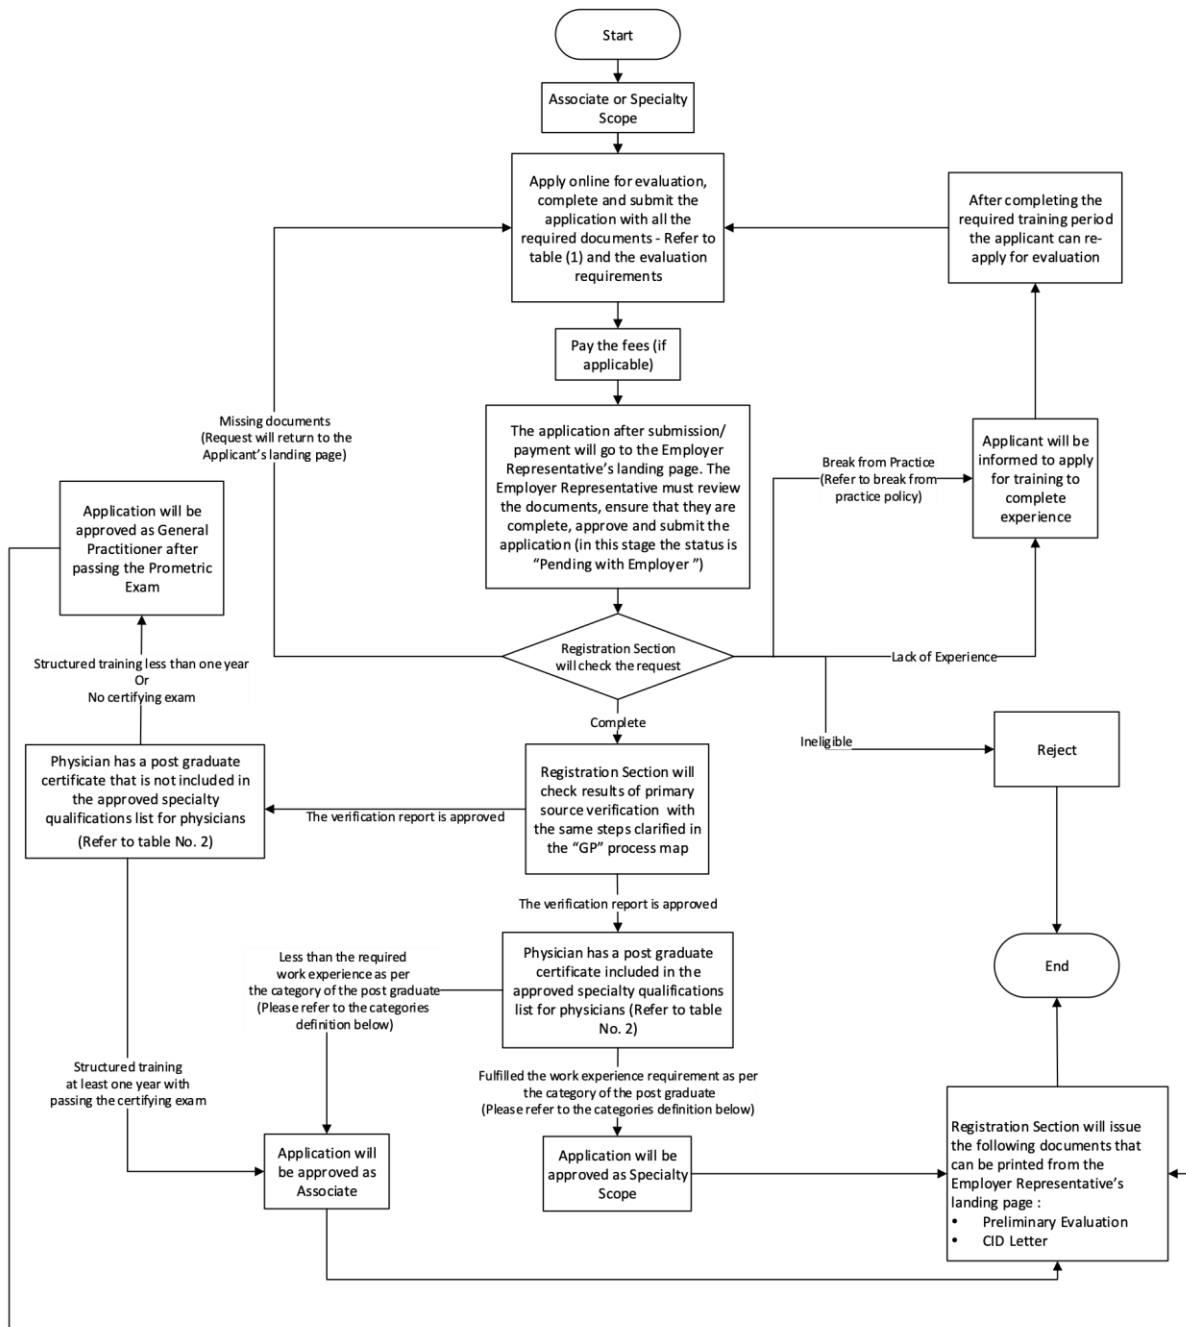 Start
Associate or Specialty
Scope
Apply online for evaluation,
complete and submit the
application with all the
required documents - Refer
to table (1) and the evaluation
requirements
After completing the
required training period
the applicant can re-
apply for evaluation
Pay the fees (if
applicable)
Missing documents
(Request will return to the
Applicant's landing page)
The application after submission/
payment will go to the Employer
Representative's landing page. The
Employer Representative must review
the documents, ensure that they are
complete, approve and submit the
application (in this stage the status is
"Pending with Employer ")
Break from Practice
(Refer to break from
practice policy)
Applicant will be
informed to apply
for training to
complete
experience
Application will be
approved as General
Practitioner after
passing the Prometric
Exam
Registration Section
will check the request
Lack of Experience
Structured training less than one year
Or
No certifying exam
Complete
Ineligible
Reject
Physician has a post graduate
certificate that is not included in
the approved specialty
qualifications list for physicians
(Refer to table No. 2)
The verification report is approved
Registration Section will
check results of primary
source verification with
the same steps clarified in
the "GP" process map
The verification report is approved
Less than the required
work experience as per
the category of the post graduate
(Please refer to the categories
definition below)
Physician has a post graduate
certificate included in the
approved specialty qualifications
list for physicians (Refer to table
No. 2)
End
Structured training
at least one year with
passing the certifying exam
Fulfilled the work experience requirement as per
the category of the post graduate
(Please refer to the categories definition below)
Application will
be approved as
Associate
Application will be
approved as Specialty
Scope
Registration Section will issue
the following documents that
can be printed from the
Employer Representative's
landing page :
• Preliminary Evaluation
• CID Letter